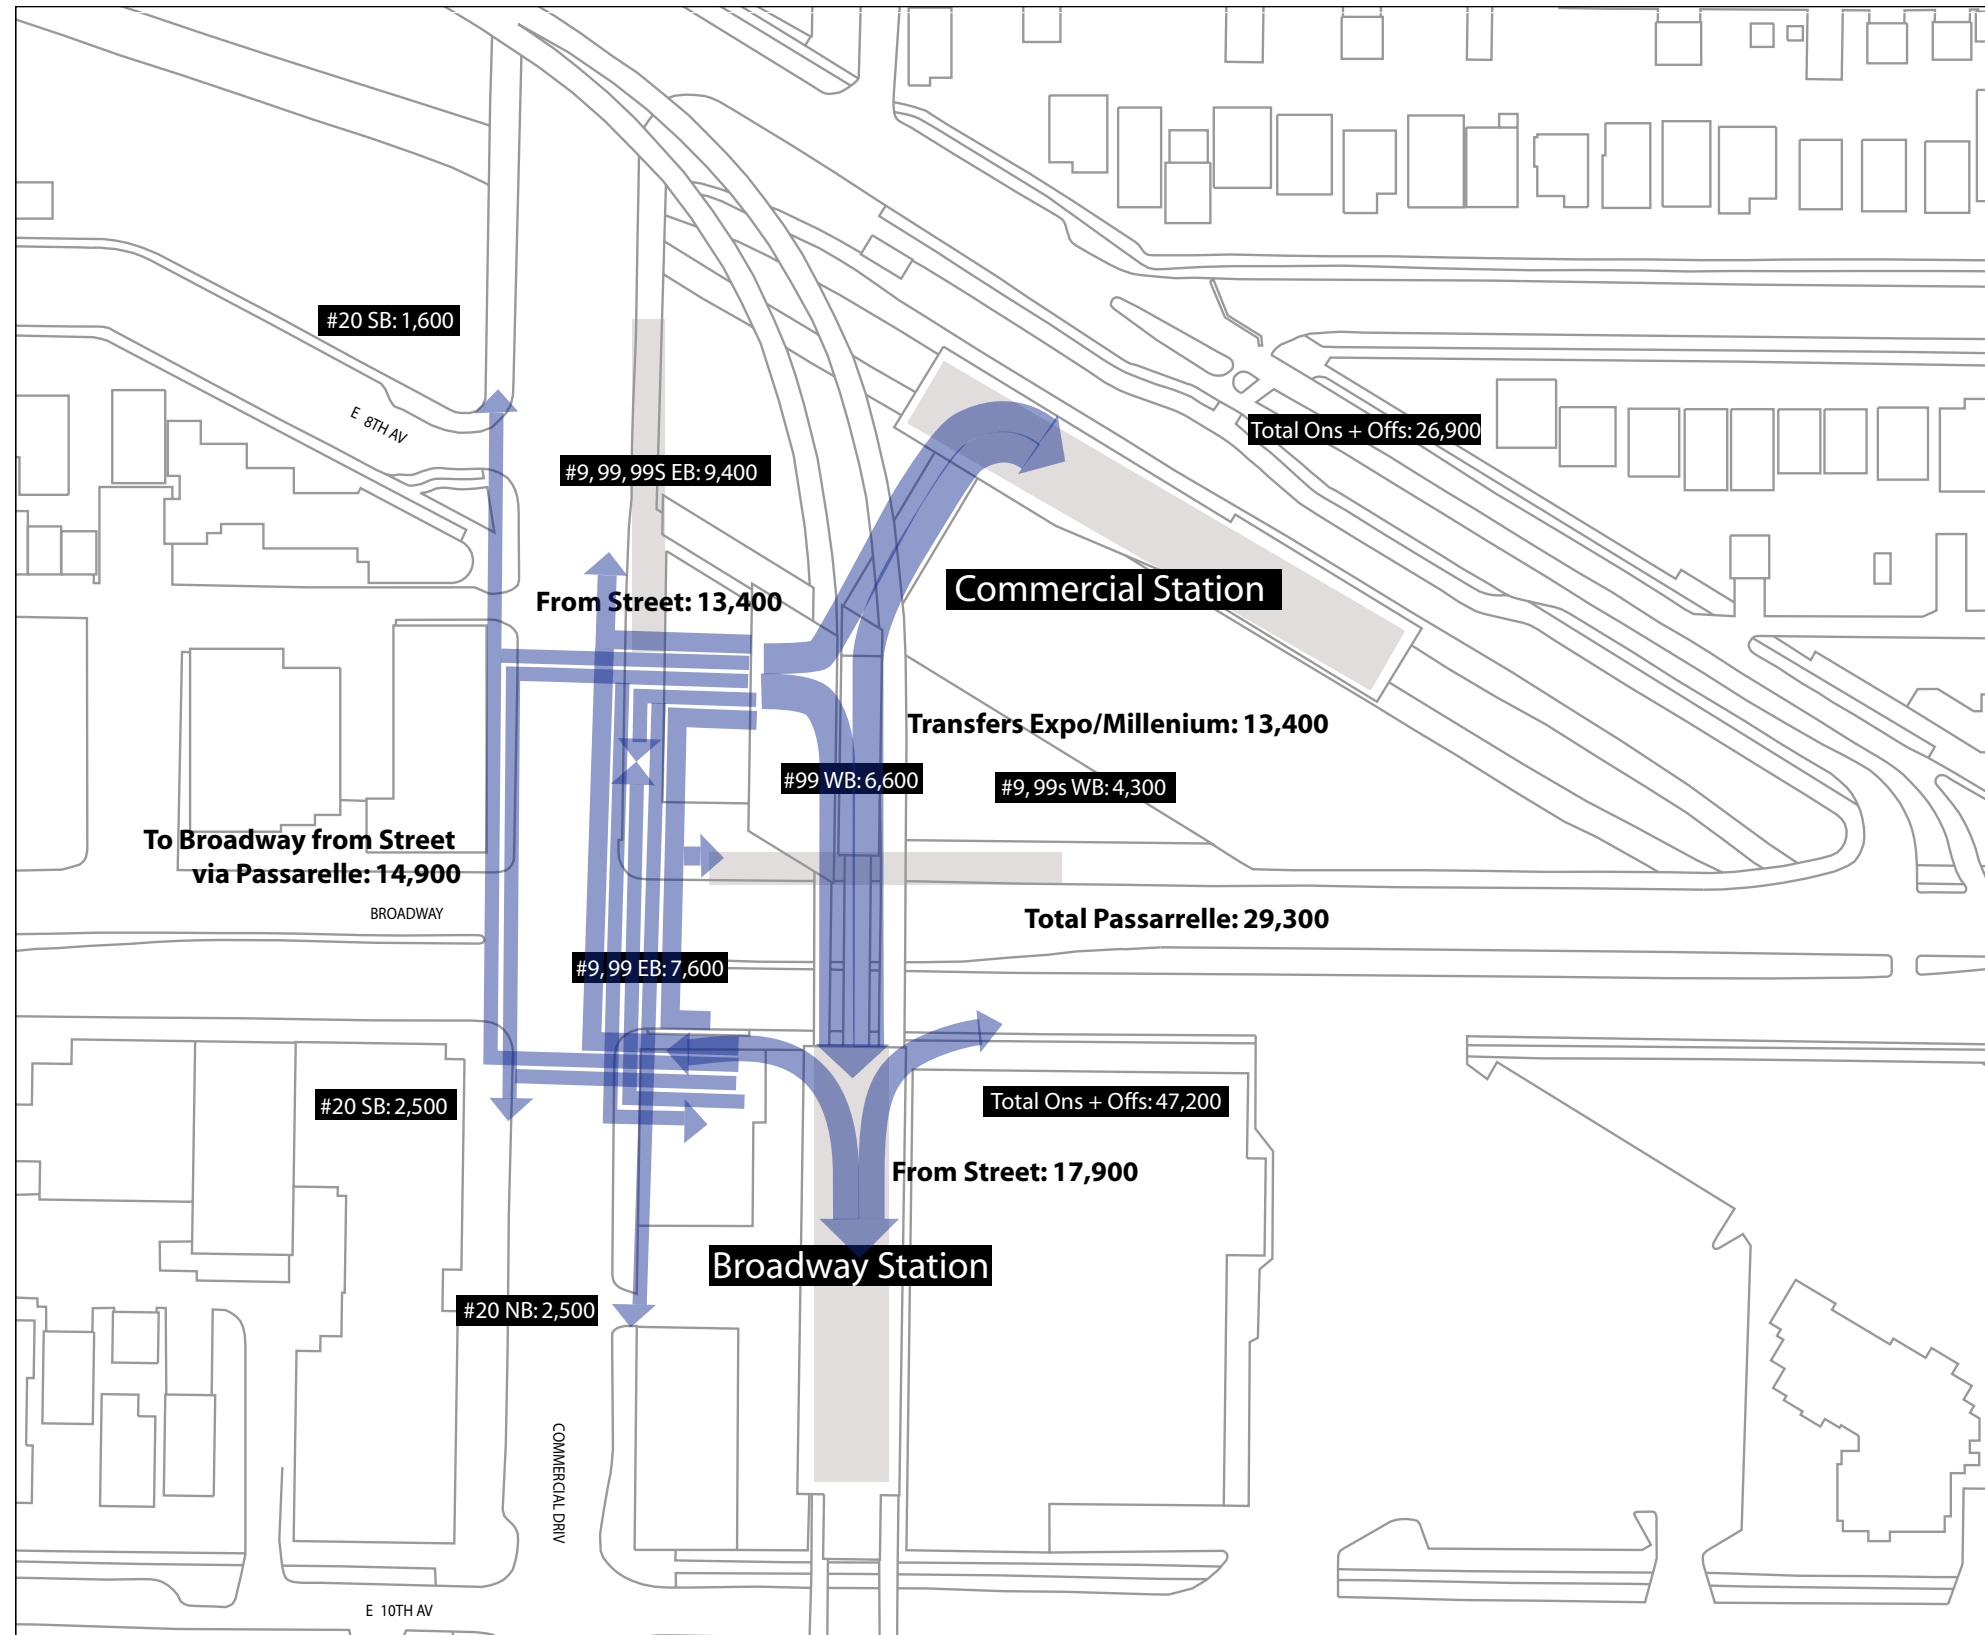 #20 SB: 1,600
E 8TH AV
Total Ons + Offs: 26,900
#9, 99, 99S EB: 9,400
Commercial Station
From Street: 13,400
Transfers Expo/Millenium: 13,400
#99 WB: 6,600
#9, 99s WB: 4,300
To Broadway from Street
via Passarelle: 14,900
BROADWAY
Total Passarrelle: 29,300
#9, 99 EB: 7,600
#20 SB: 2,500
Total Ons + Offs: 47,200
From Street: 17,900
Broadway Station
#20 NB: 2,500
COMMERCIAL DRIV
E 10TH AV